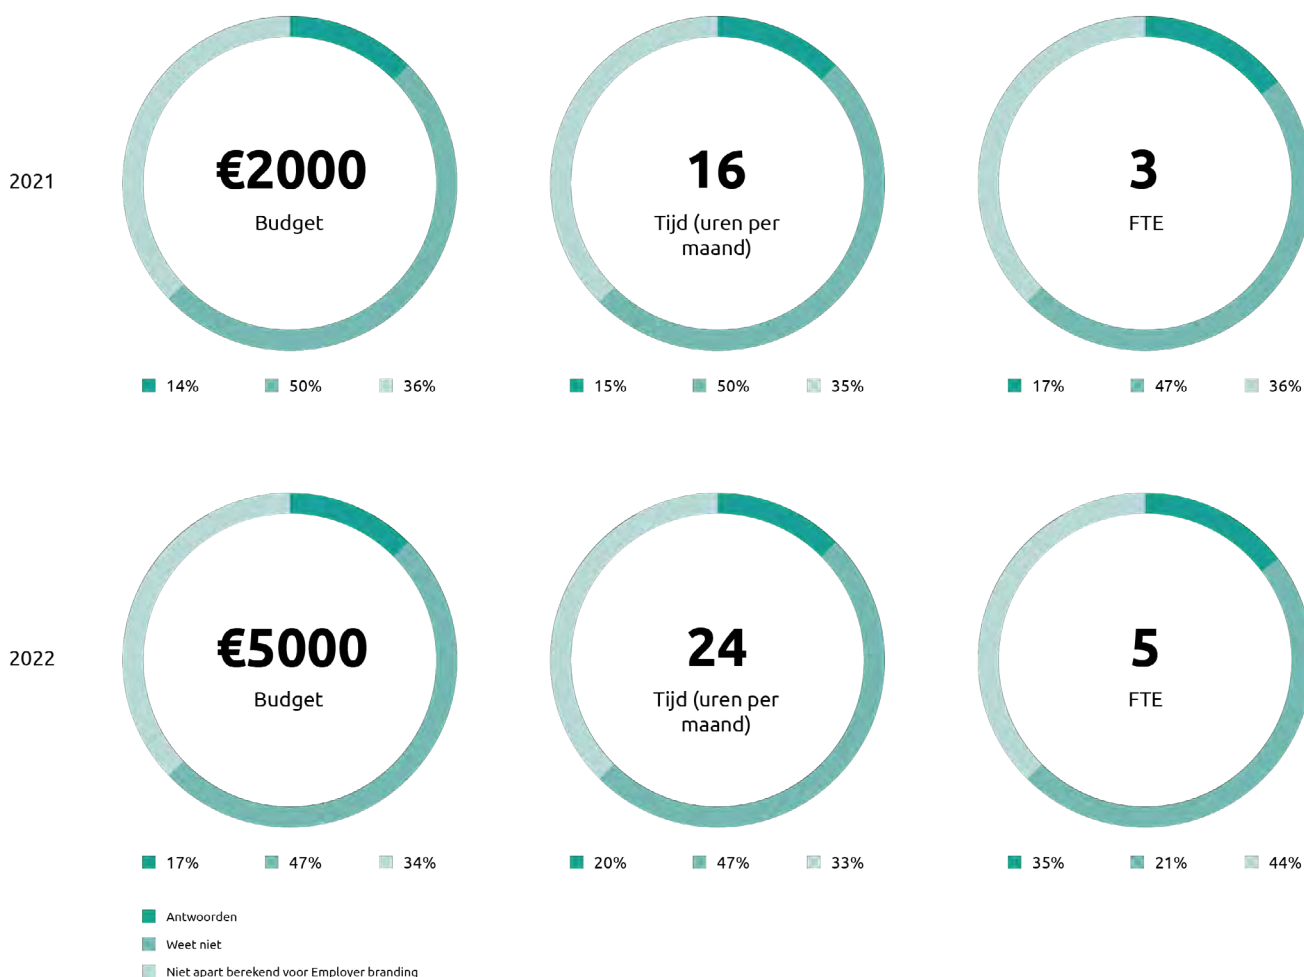 2021
€2000
Budget
16
Tijd (uren per
maand)
3
FTE
14% 50% 36%
15% 50% 35%
17% 47% 36%
2022
€5000
Budget
24
Tijd (uren per
maand)
5
FTE
17% 47% 34%
20% 47% 33%
35% 21% 44%
Antwoorden
Weet niet
Niet apart berekend voor Employer branding